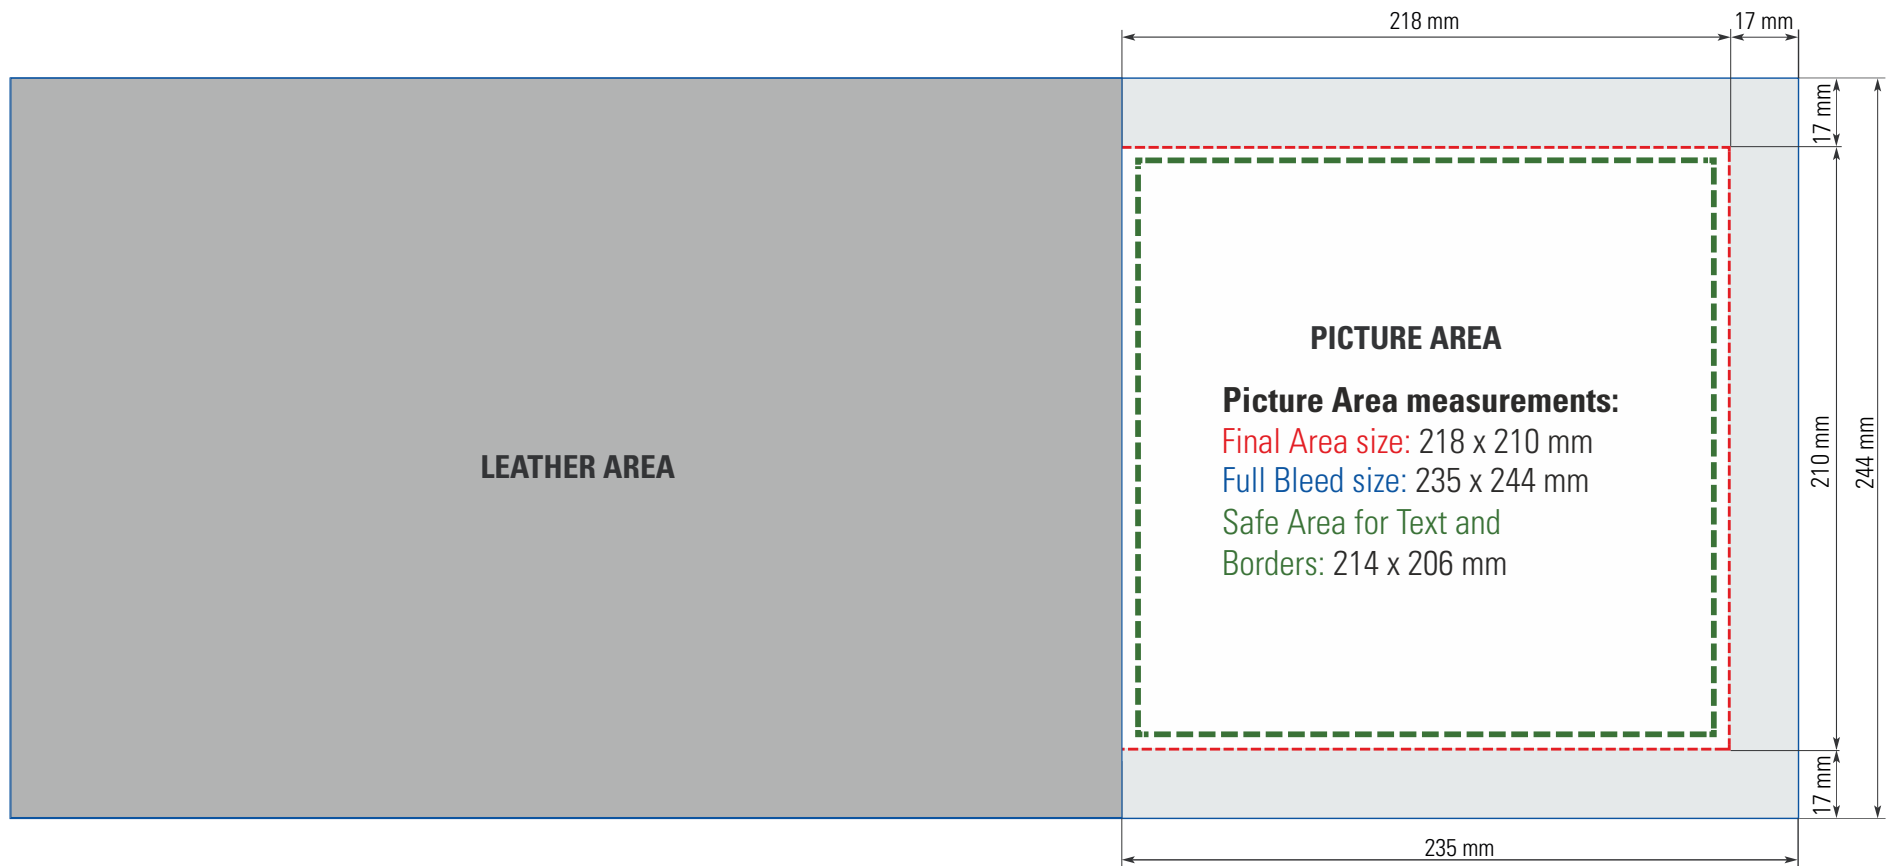 218 mm
17 mm
17 mm
PICTURE AREA
Picture Area measurements:
Final Area size: 218 x 210 mm
Full Bleed size: 235 x 244 mm
Safe Area for Text and
Borders: 214 x 206 mm
LEATHER AREA
210 mm
244 mm
17 mm
235 mm